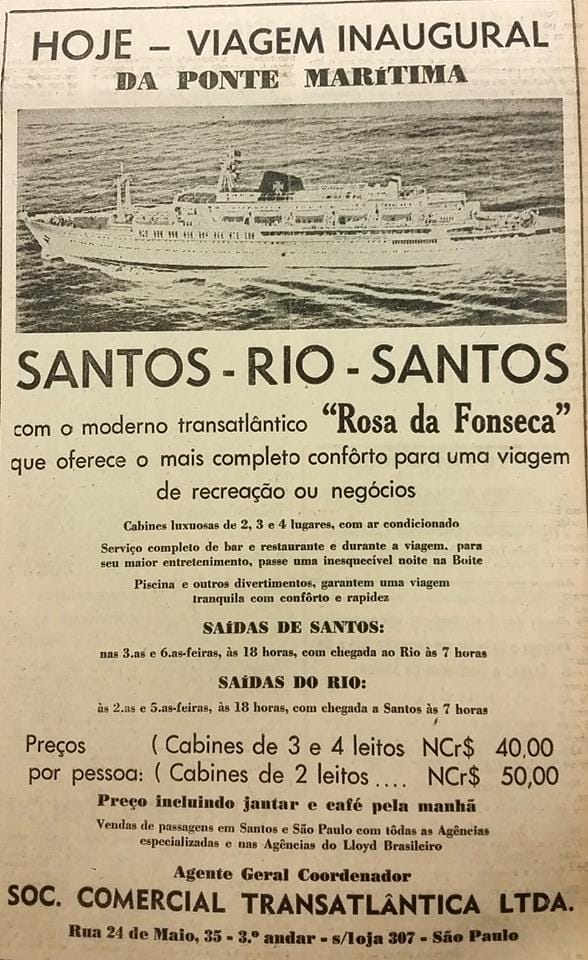 HOJE – VIAGEM INAUGURAL
DA PONTE MARíTIMA
SANTOS - RIO - SANTOS
com o moderno transatlântico “Rosa da Fonseca”
que oferece o mais completo confôrto para uma viagem
de recreação ou negócios
Cabines luxuosas de 2, 3 e 4 lugares, com ar condicionado
Serviço completo de bar e restaurante e durante a viagem. para
seu maior entretenimento, passe uma inesquecível noite na Boite
Piscina e outros divertimentos, garantem uma viagem
tranquila com confôrto e rapidez
SAÍDAS DE SANTOS:
nas 3.as e 6.as-feiras, às 18 horas, com chegada ao Rio às 7 horas
SAÍDAS DO RIO:
às 2.as e 5.as-feiras, às 18 horas, com chegada a Santos às 7 horas
Preços ( Cabines de 3 e 4 leitos NCr$ 40,00
por pessoa: ( Cabines de 2 leitos .... NCr$ 50,00
Preço incluindo jantar e café pela manhã
Vendas de passagens em Santos e São Paulo com tôdas as Agências
especializadas e nas Agências do Lloyd Brasileiro
Agente Geral Coordenador
SOC. COMERCIAL TRANSATLÂNTICA LTDA.
Rua 24 de Maio, 35 - 3.º andar - s/loja 307 - São Paulo